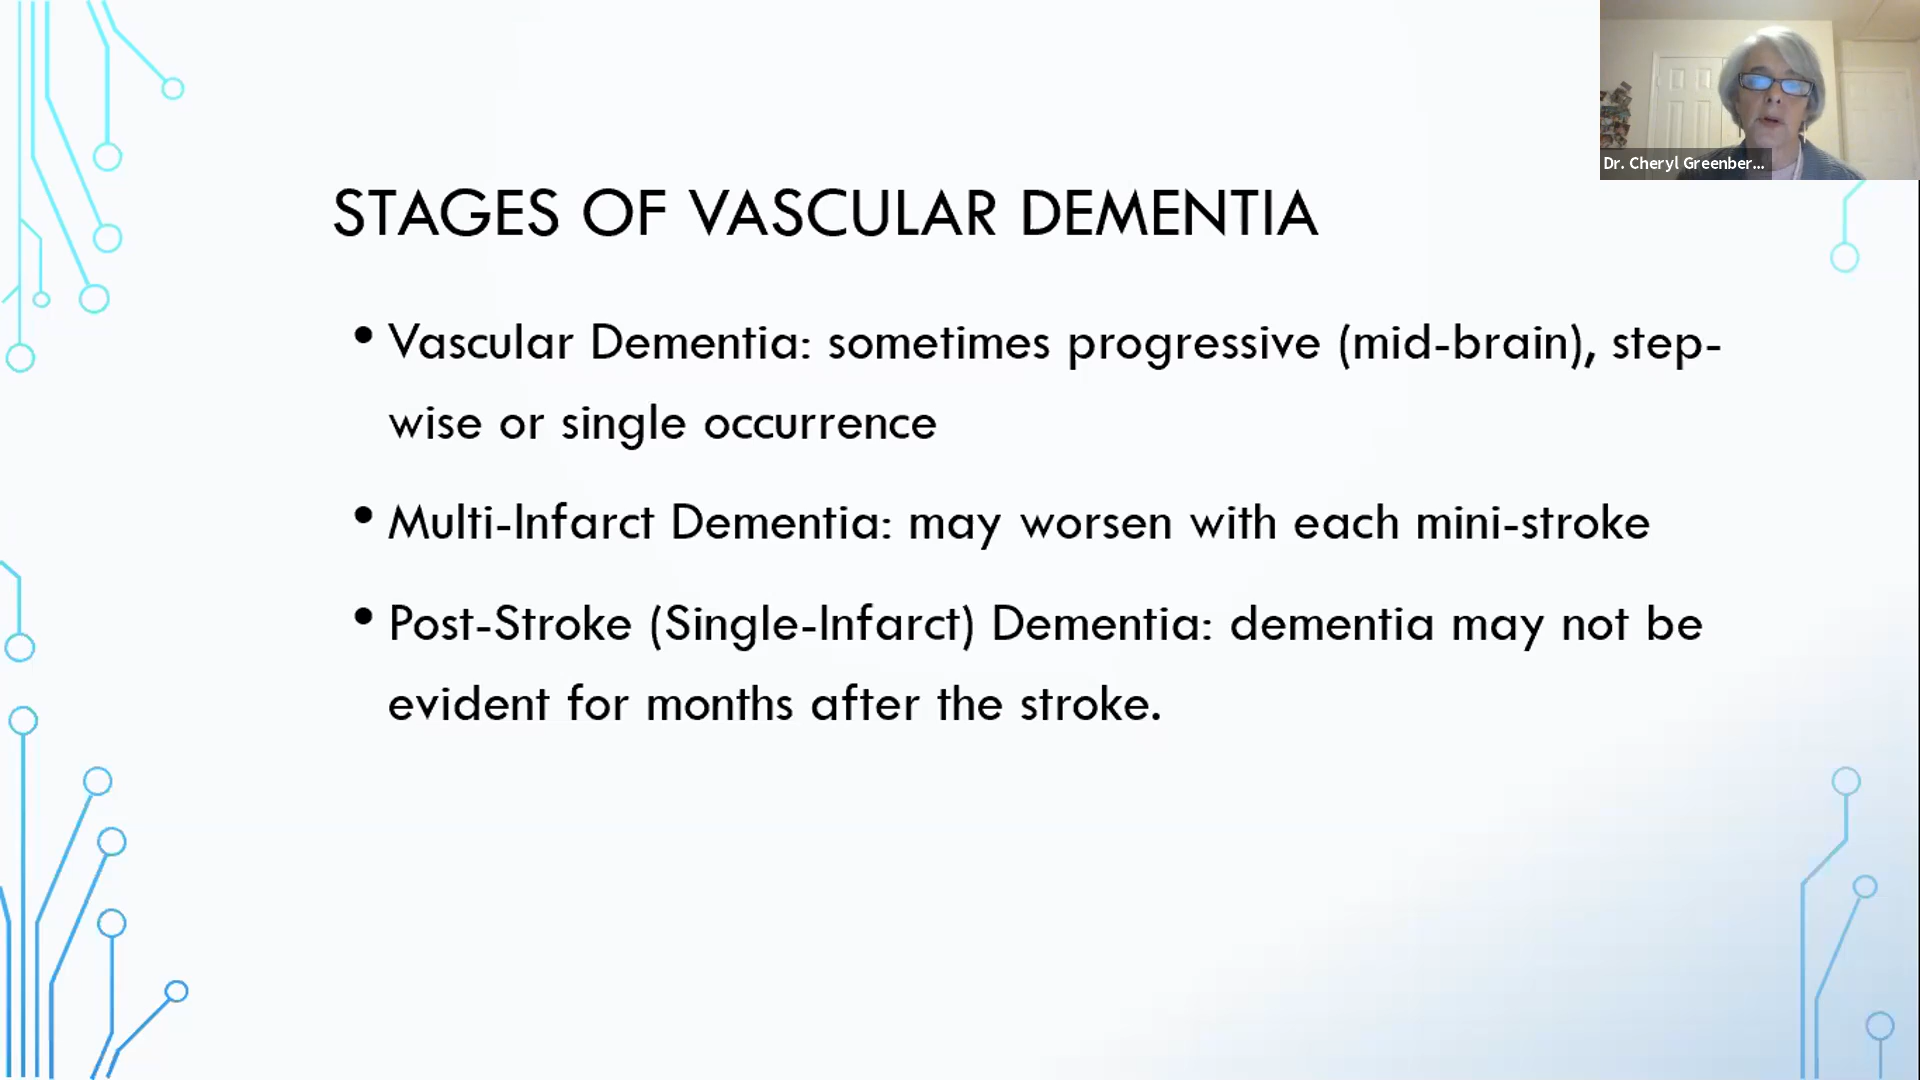 Dr. Cheryl Greenber...
STAGES OF VASCULAR DEMENTIA
• Vascular Dementia: sometimes progressive (mid-brain), step-
wise or single occurrence
• Multi-Infarct Dementia: may worsen with each mini-stroke
• Post-Stroke (Single-Infarct) Dementia: dementia may not be
evident for months after the stroke.